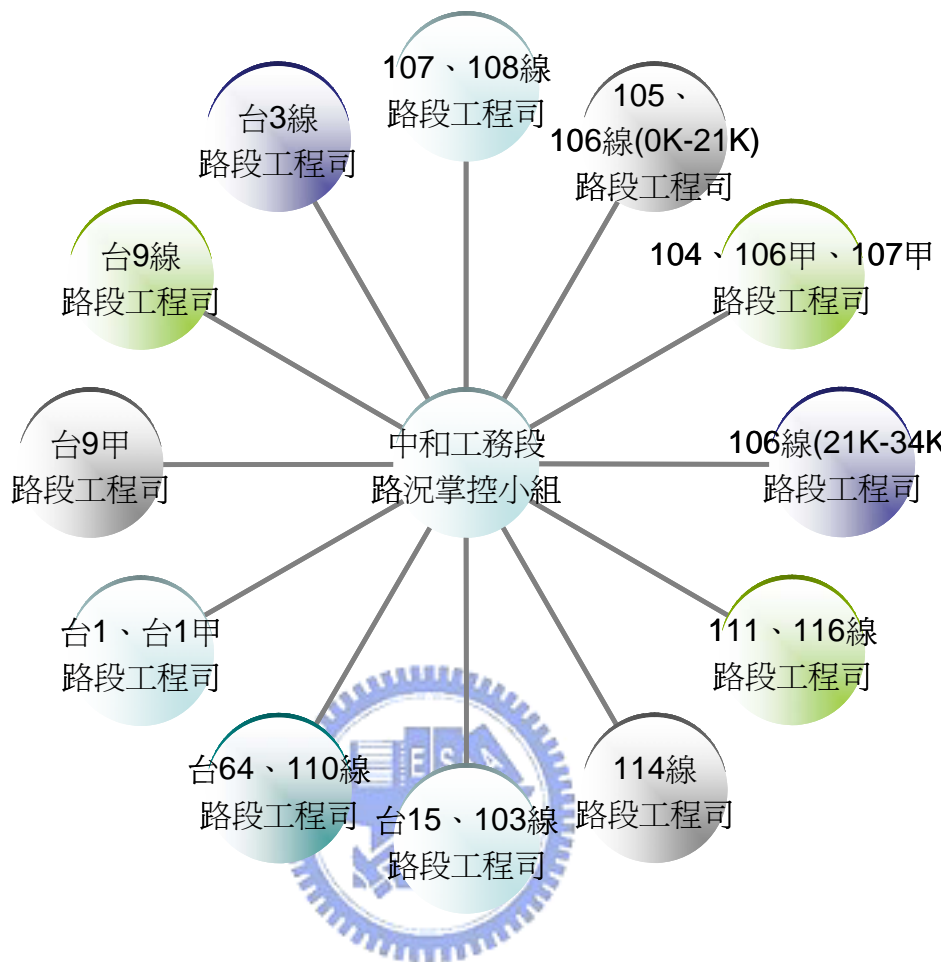 107、108線
路段工程司
105、
106線(0K-21K)
路段工程司
104、106甲、107甲
路段工程司
106線(21K-34K
路段工程司
111、116線
路段工程司
114線
路段工程司
台15、103線
路段工程司
台64、110線
路段工程司
台1、台1甲
路段工程司
台9甲
路段工程司
台9線
路段工程司
台3線
路段工程司
中和工務段
路況掌控小組